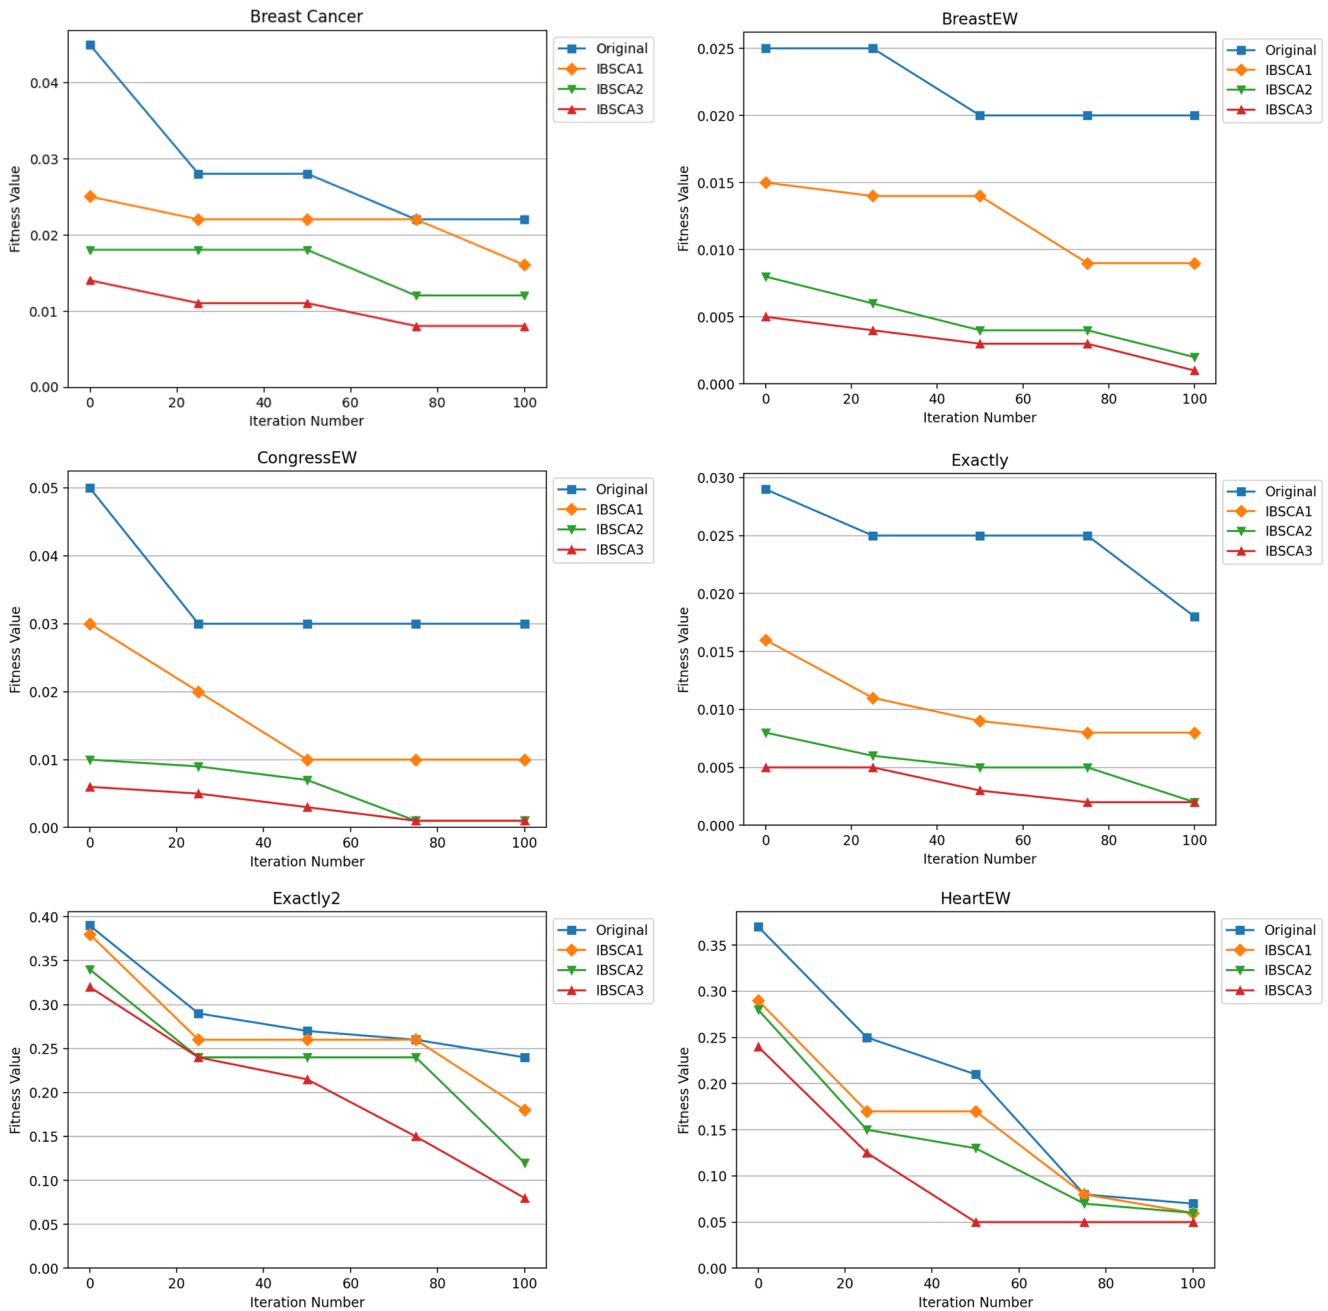 Breast Cancer
0.04
0.03
0.02
0.01
0.00
Fitness Value
0 20 40 60 80 100
Iteration Number
Original
IBSCA1
IBSCA2
IBSCA3
BreastEW
0.025
0.020
0.015
0.010
0.005
0.000
Fitness Value
0 20 40 60 80 100
Iteration Number
Original
IBSCA1
IBSCA2
IBSCA3
CongressEW
0.05
0.04
0.03
0.02
0.01
0.00
Fitness Value
0 20 40 60 80 100
Iteration Number
Original
IBSCA1
IBSCA2
IBSCA3
Exactly
0.030
0.025
0.020
0.015
0.010
0.005
0.000
Fitness Value
0 20 40 60 80 100
Iteration Number
Original
IBSCA1
IBSCA2
IBSCA3
Exactly2
0.40
0.35
0.30
0.25
0.20
0.15
0.10
0.05
0.00
Fitness Value
0 20 40 60 80 100
Iteration Number
Original
IBSCA1
IBSCA2
IBSCA3
HeartEW
0.35
0.30
0.25
0.20
0.15
0.10
0.05
0.00
Fitness Value
0 20 40 60 80 100
Iteration Number
Original
IBSCA1
IBSCA2
IBSCA3